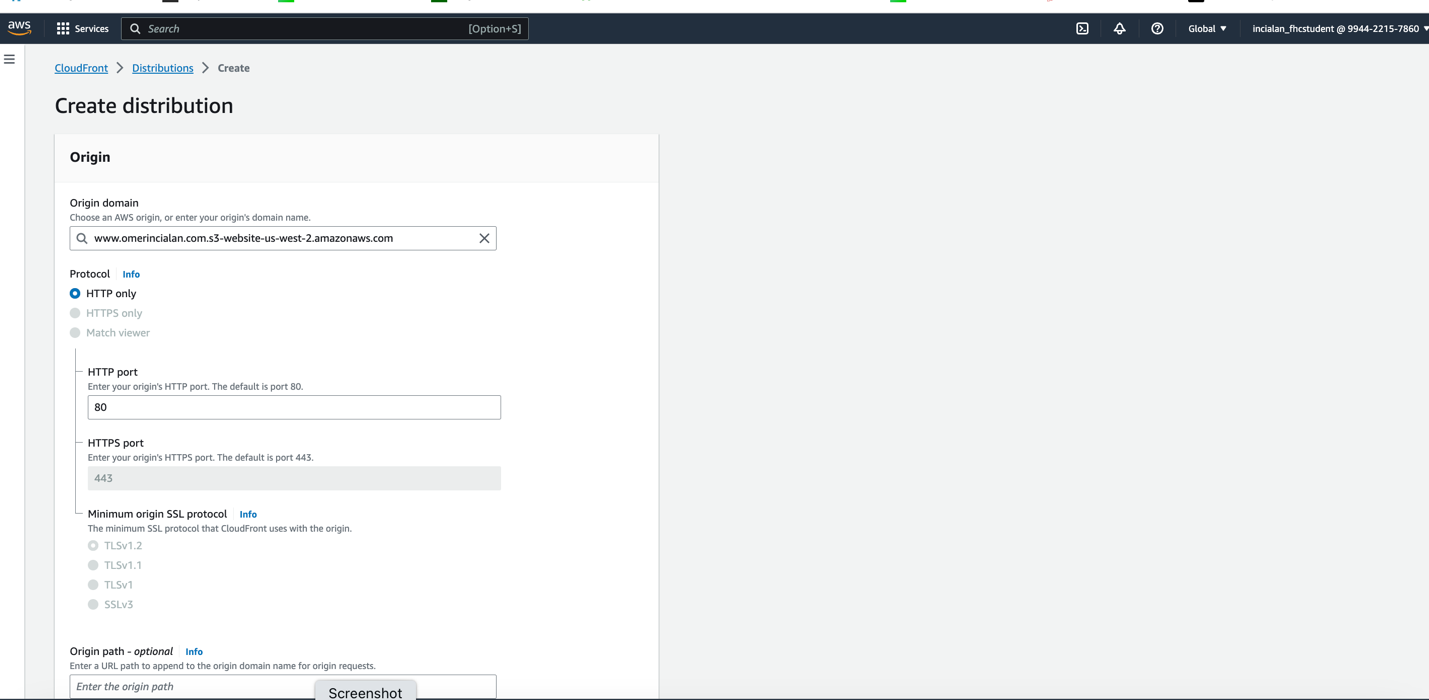 aws
Services
Search [Option+S]
Global
incialan_fhcstudent @ 9944-2215-7860
CloudFront > Distributions > Create
Create distribution
Origin
Origin domain
Choose an AWS origin, or enter your origin's domain name.
www.omerincialan.com.s3-website-us-west-2.amazonaws.com
Protocol Info
HTTP only
HTTPS only
Match viewer
HTTP port
Enter your origin's HTTP port. The default is port 80.
80
HTTPS port
Enter your origin's HTTPS port. The default is port 443.
443
Minimum origin SSL protocol Info
The minimum SSL protocol that CloudFront uses with the origin.
TLSv1.2
TLSv1.1
TLSv1
SSLv3
Origin path - optional Info
Enter a URL path to append to the origin domain name for origin requests.
Enter the origin path
Screenshot